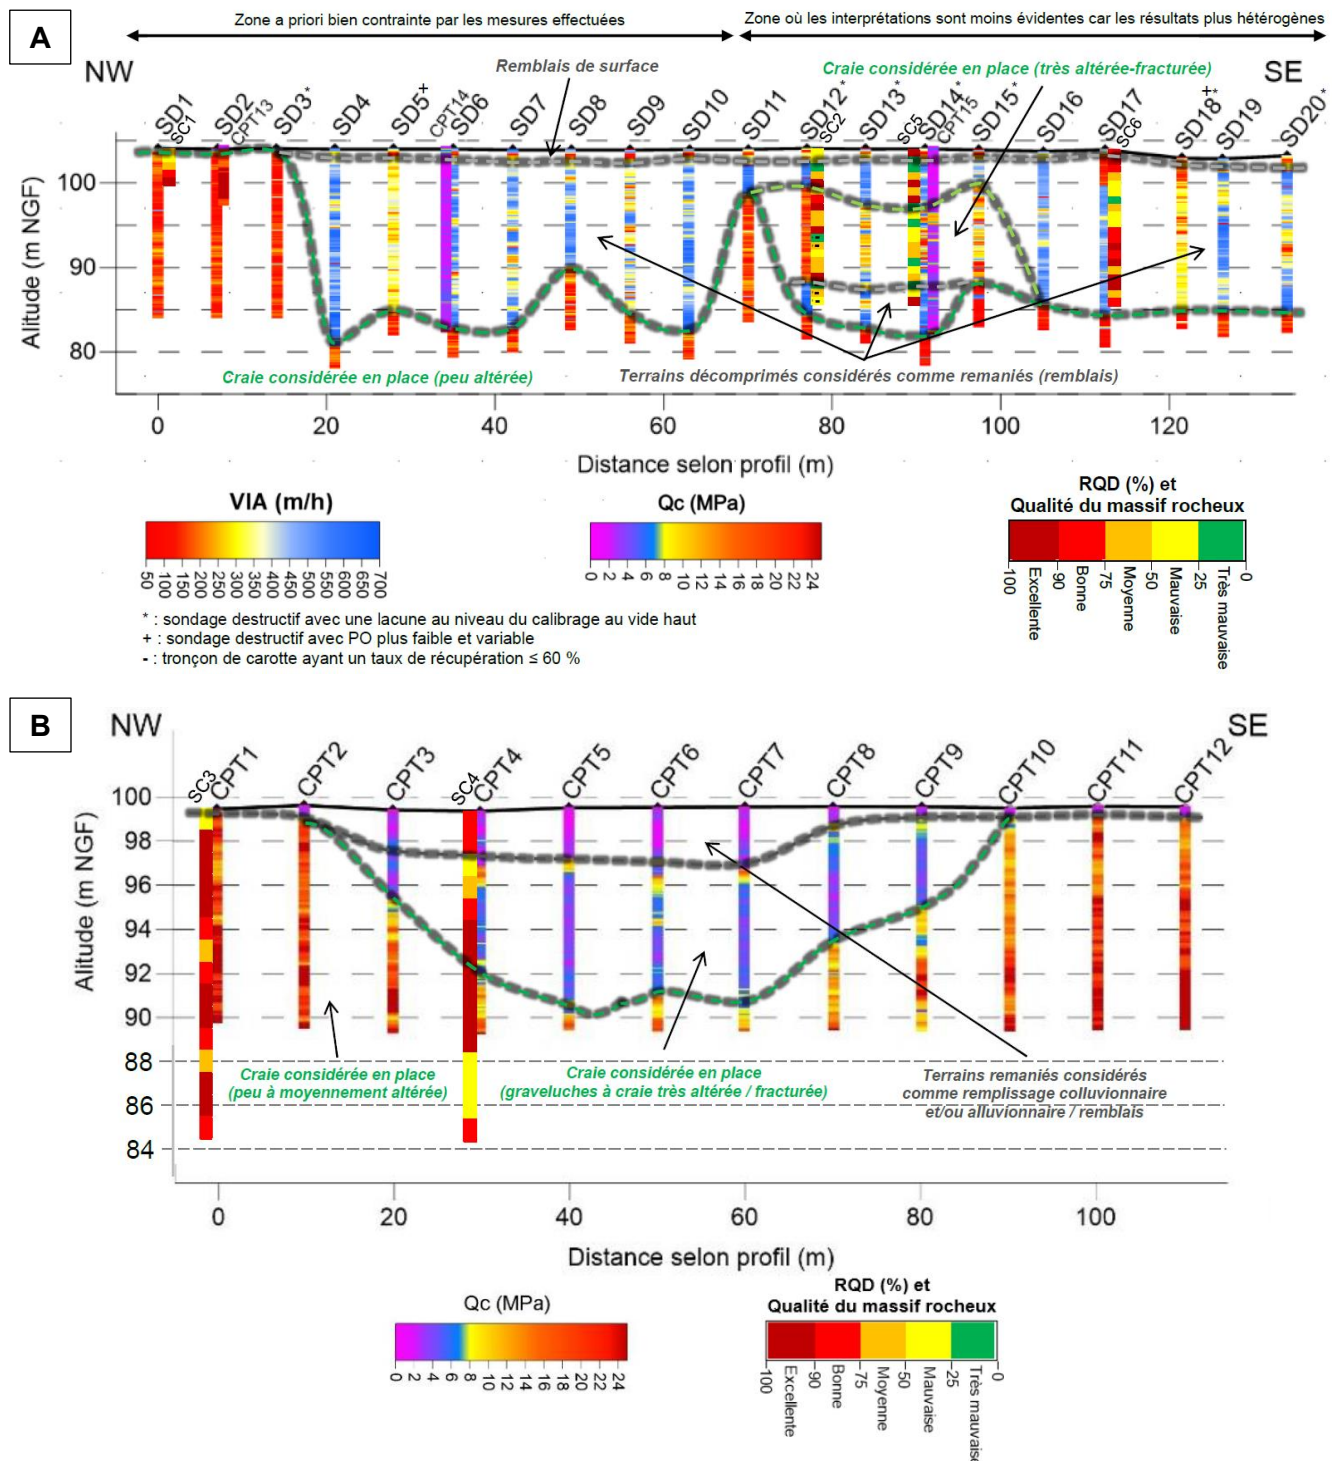 A
Zone a priori bien contrainte par les mesures effectuées
Zone où les interprétations sont moins évidentes car les résultats plus hétérogènes
NW
Remblais de surface
Craie considérée en place (très altérée-fracturée)
SE
SD1
SC1
SD2
CPT13
SD3*
SD4
SD5+
CPT14
SD6
SD7
SD8
SD9
SD10
SD11
SD12*
SC2
SD13*
SC5
SD14*
CPT15
SD15*
SD16
SD17
SC6
SD18+*
SD19
SD20*
Alitude (m NGF)
100
90
80
Craie considérée en place (peu altérée)
Terrains décomprimés considérés comme remaniés (remblais)
0 20 40 60 80 100 120
Distance selon profil (m)
VIA (m/h)
50 100 150 200 250 300 350 400 450 500 550 600 650 700
Qc (MPa)
0 2 4 6 8 10 12 14 16 18 20 22 24
RQD (%) et
Qualité du massif rocheux
100 90 75 50 25 0
Excellente
Bonne
Moyenne
Mauvaise
Très mauvaise
* : sondage destructif avec une lacune au niveau du calibrage au vide haut
+ : sondage destructif avec PO plus faible et variable
- : tronçon de carotte ayant un taux de récupération ≤ 60 %
B
NW
SE
SC3
CPT1
CPT2
CPT3
SC4
CPT4
CPT5
CPT6
CPT7
CPT8
CPT9
CPT10
CPT11
CPT12
Alitude (m NGF)
100
98
96
94
92
90
88
86
84
Craie considérée en place
(peu à moyennement altérée)
Craie considérée en place
(graveluches à craie très altérée / fracturée)
Terrains remaniés considérés
comme remplissage colluvionnaire
et/ou alluvionnaire / remblais
0 20 40 60 80 100
Distance selon profil (m)
Qc (MPa)
0 2 4 6 8 10 12 14 16 18 20 22 24
RQD (%) et
Qualité du massif rocheux
100 90 75 50 25 0
Excellente
Bonne
Moyenne
Mauvaise
Très mauvaise